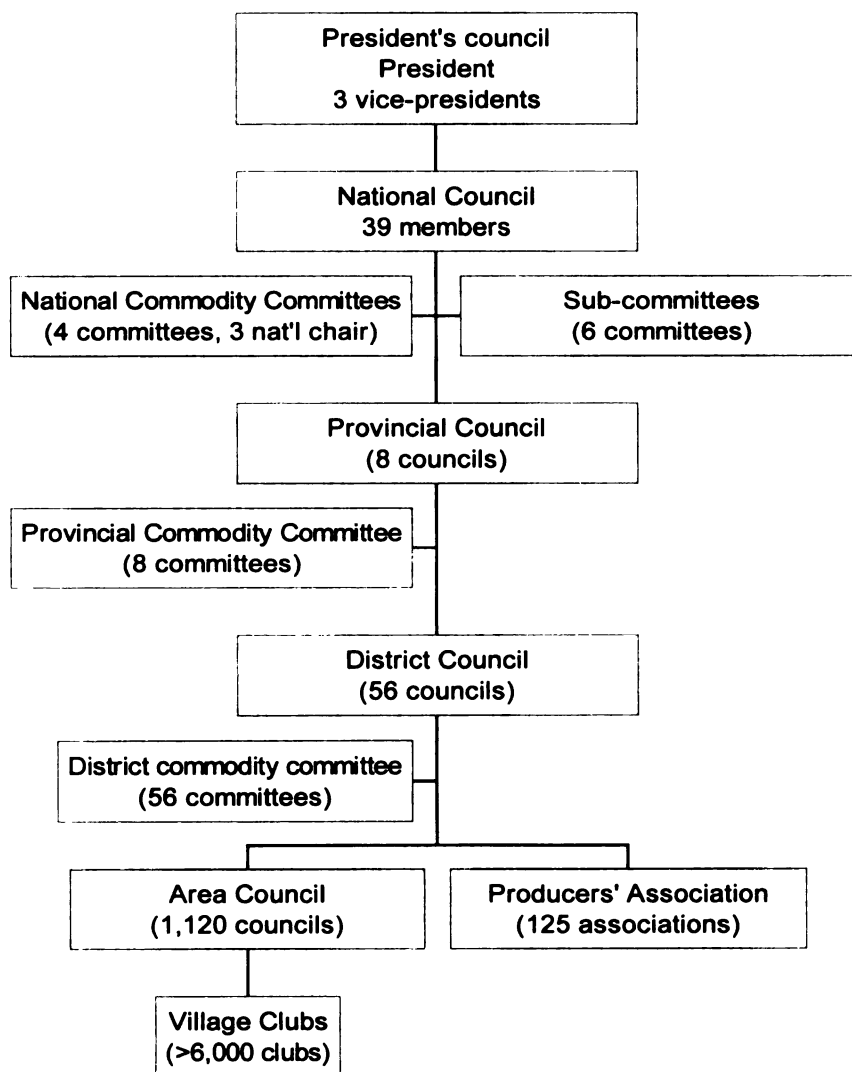 President's council
President
3 vice-presidents
National Council
39 members
National Commodity Committees
(4 committees, 3 nat'l chair)
Sub-committees
(6 committees)
Provincial Council
(8 councils)
Provincial Commodity Committee
(8 committees)
District Council
(56 councils)
District commodity committee
(56 committees)
Area Council
(1,120 councils)
Producers' Association
(125 associations)
Village Clubs
(>6,000 clubs)